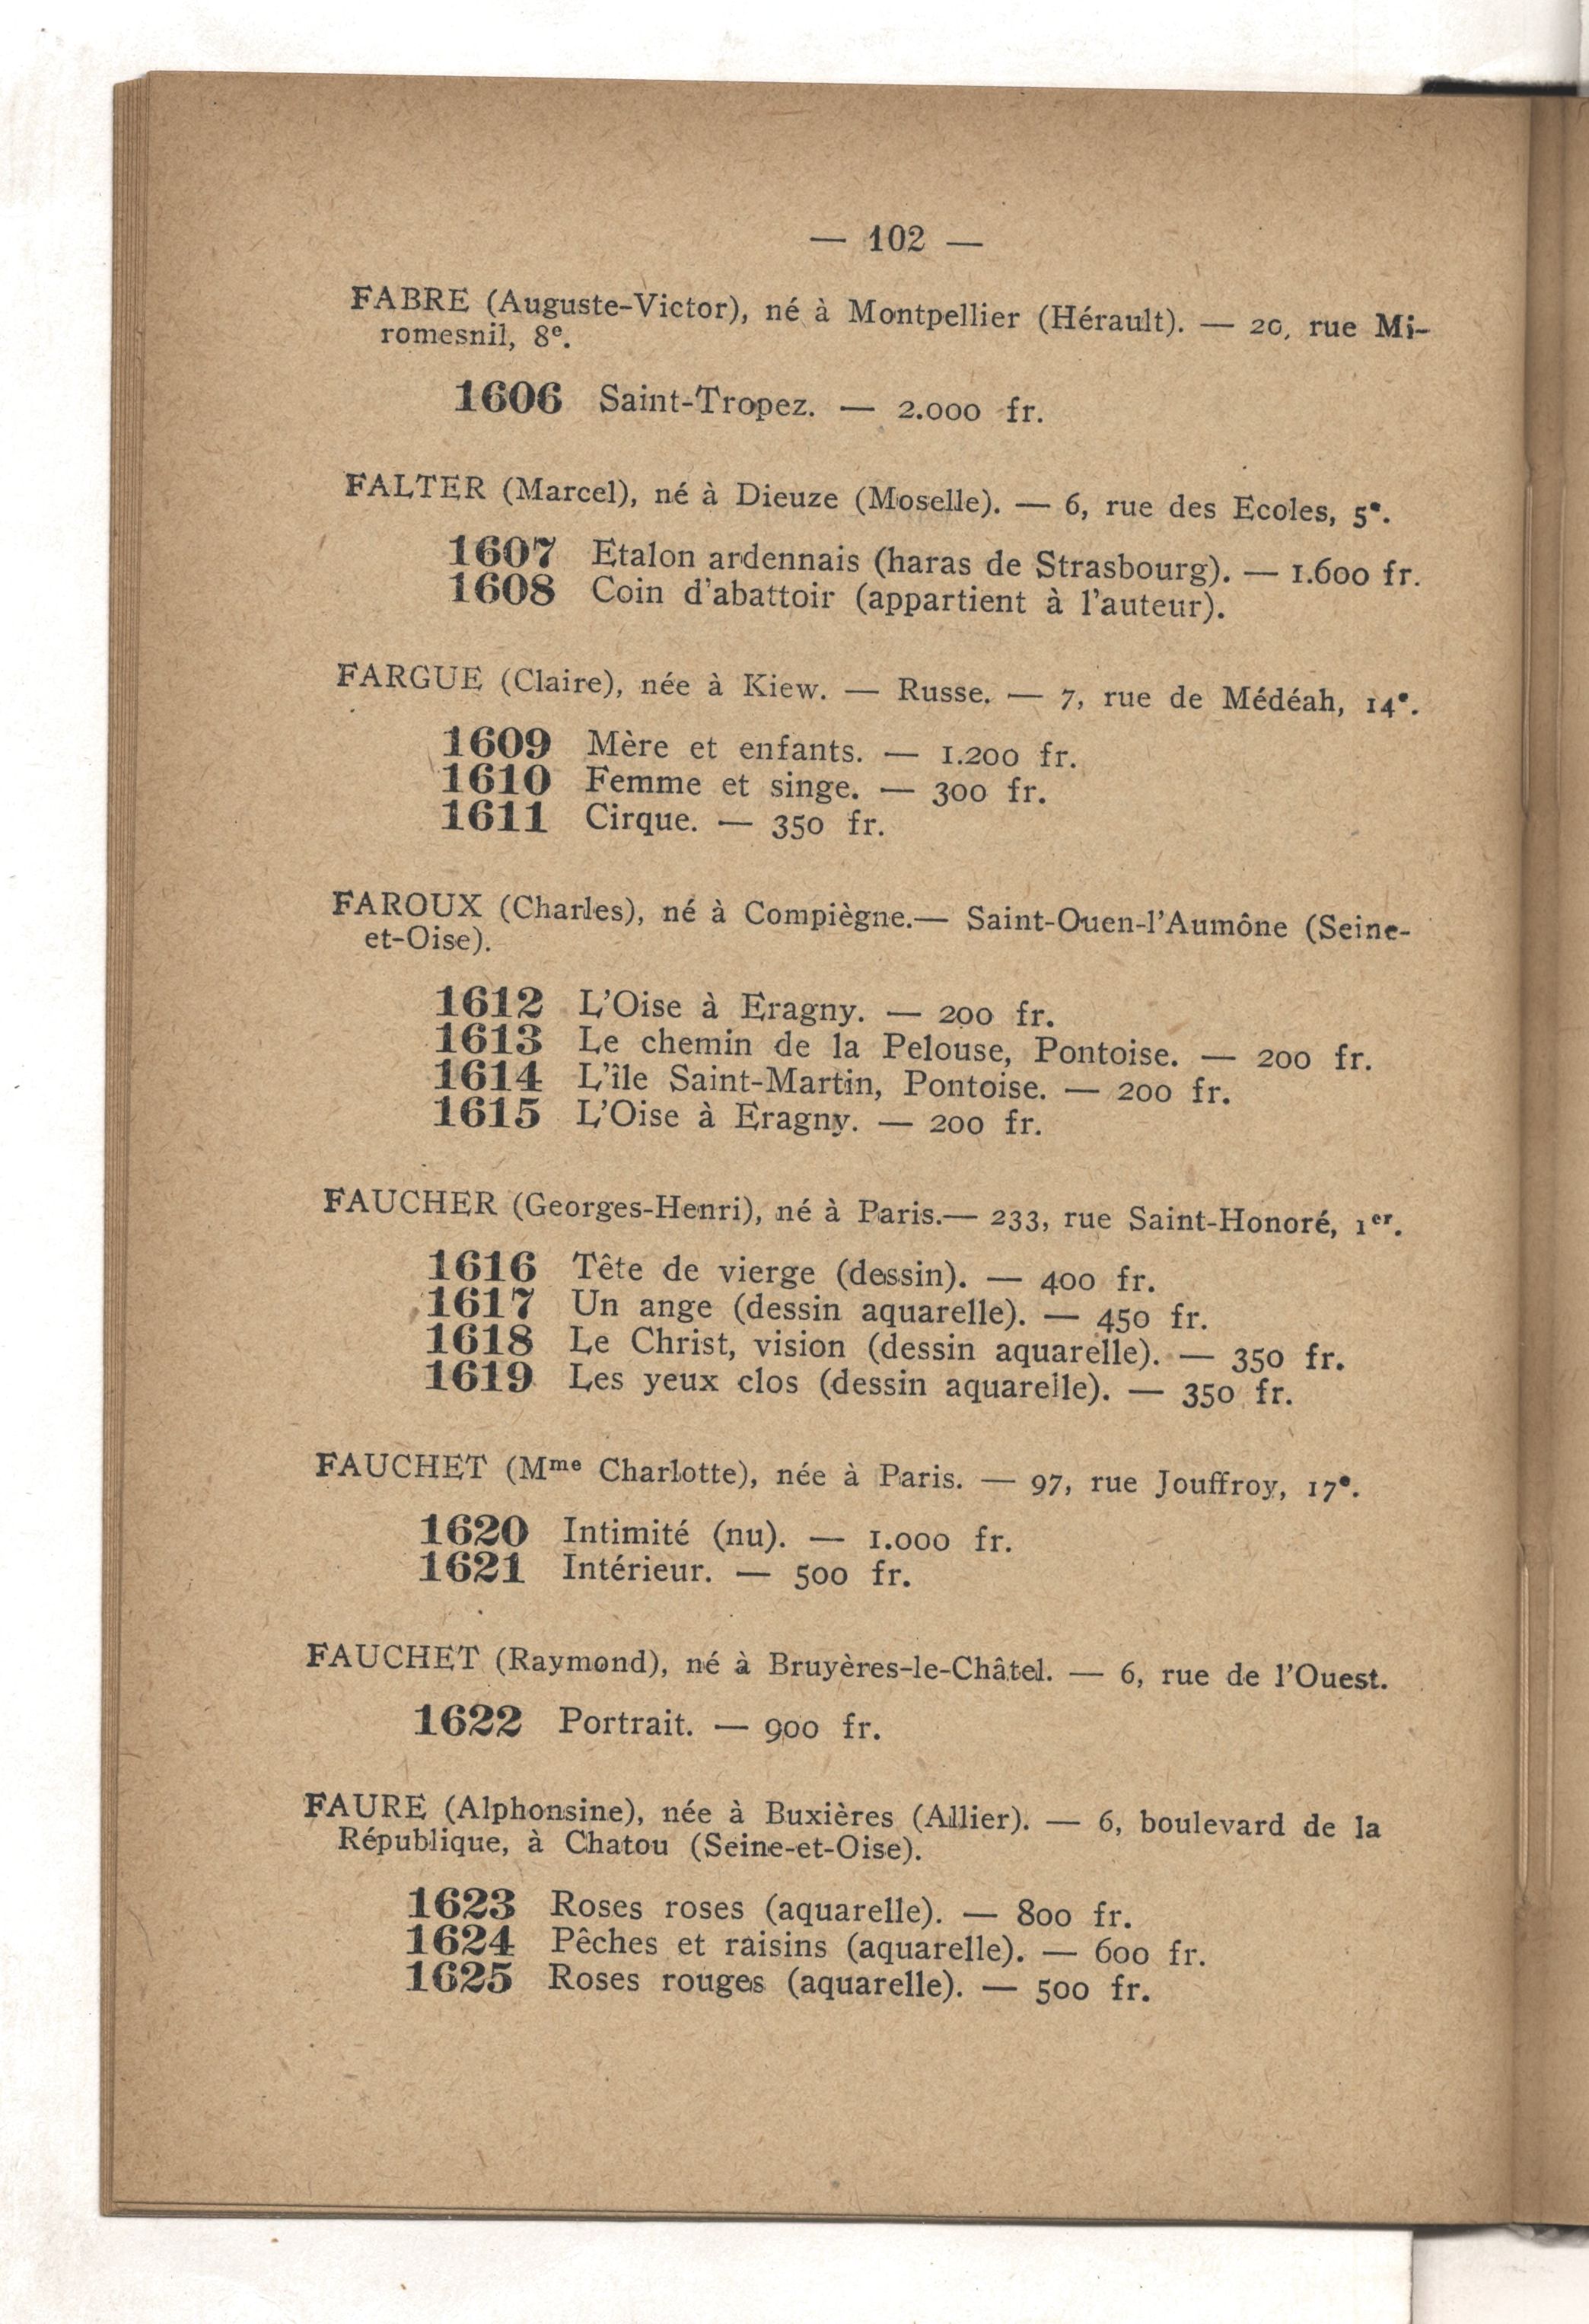 — 102 —
FABRE (Auguste-Victor), né à Montpellier (Hérault). — 20, rue Mi-
romesnil, 8e.
1606 Saint-Tropez. — 2.000 fr.
FALTER (Marcel), né à Dieuze (Moselle). — 6, rue des Ecoles, 5e.
1607 Etalon ardennais (haras de Strasbourg). — 1.600 fr.
1608 Coin d'abattoir (appartient à l'auteur).
FARGUE (Claire), née à Kiew. — Russe. — 7, rue de Médéah, 14e.
1609 Mère et enfants. — 1.200 fr.
1610 Femme et singe. — 300 fr.
1611 Cirque. — 350 fr.
FAROUX (Charles), né à Compiègne.— Saint-Ouen-l'Aumône (Seine-
et-Oise).
1612 L'Oise à Eragny. — 200 fr.
1613 Le chemin de la Pelouse, Pontoise. — 200 fr.
1614 L'île Saint-Martin, Pontoise. — 200 fr.
1615 L'Oise à Eragny. — 200 fr.
FAUCHER (Georges-Henri), né à Paris.— 233, rue Saint-Honoré, 1er.
1616 Tête de vierge (dessin). — 400 fr.
1617 Un ange (dessin aquarelle). — 450 fr.
1618 Le Christ, vision (dessin aquarelle). — 350 fr.
1619 Les yeux clos (dessin aquarelle). — 350 fr.
FAUCHET (Mme Charlotte), née à Paris. — 97, rue Jouffroy, 17e.
1620 Intimité (nu). — 1.000 fr.
1621 Intérieur. — 500 fr.
FAUCHET (Raymond), né à Bruyères-le-Châtel. — 6, rue de l'Ouest.
1622 Portrait. — 900 fr.
FAURE (Alphonsine), née à Buxières (Allier). — 6, boulevard de la
République, à Chatou (Seine-et-Oise).
1623 Roses roses (aquarelle). — 800 fr.
1624 Pêches et raisins (aquarelle). — 600 fr.
1625 Roses rouges (aquarelle). — 500 fr.